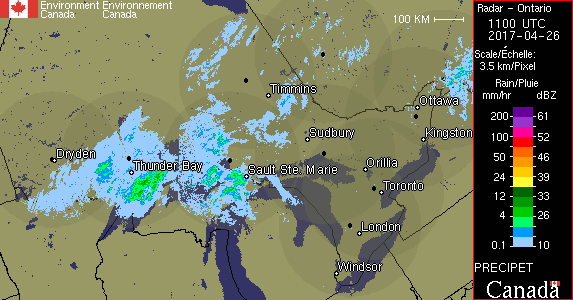 Environment Environnement
Canada Canada
100 KM
Timmins
Ottawa
Sudbury
Kingston
Dryden
Thunder Bay
Sault Ste. Marie
Orillia
Toronto
London
Windsor
Radar - Ontario
1100 UTC
2017-04-26
Scale/Échelle:
3.5 km/Pixel
Rain/Pluie
mm/hr dBZ
200 61
100 52
50 46
24 39
12 33
4 26
0.1 10
PRECIPET
Canada